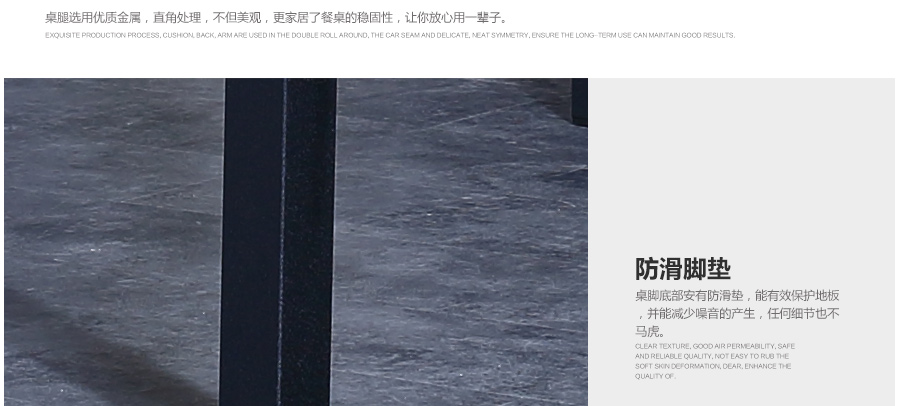 桌腿选用优质金属，直角处理，不但美观，更家居了餐桌的稳固性，让你放心用一辈子。
EXQUISITE PRODUCTION PROCESS, CUSHION, BACK, ARM ARE USED IN THE DOUBLE ROLL AROUND, THE CAR SEAM AND DELICATE, NEAT SYMMETRY, ENSURE THE LONG-TERM USE CAN MAINTAIN GOOD RESULTS.
防滑脚垫
桌脚底部安有防滑垫，能有效保护地板
，并能减少噪音的产生，任何细节也不
马虎。
CLEAR TEXTURE, GOOD AIR PERMEABILITY, SAFE
AND RELIABLE QUALITY, NOT EASY TO RUB THE
SOFT SKIN DEFORMATION, DEAR, ENHANCE THE
QUALITY OF.